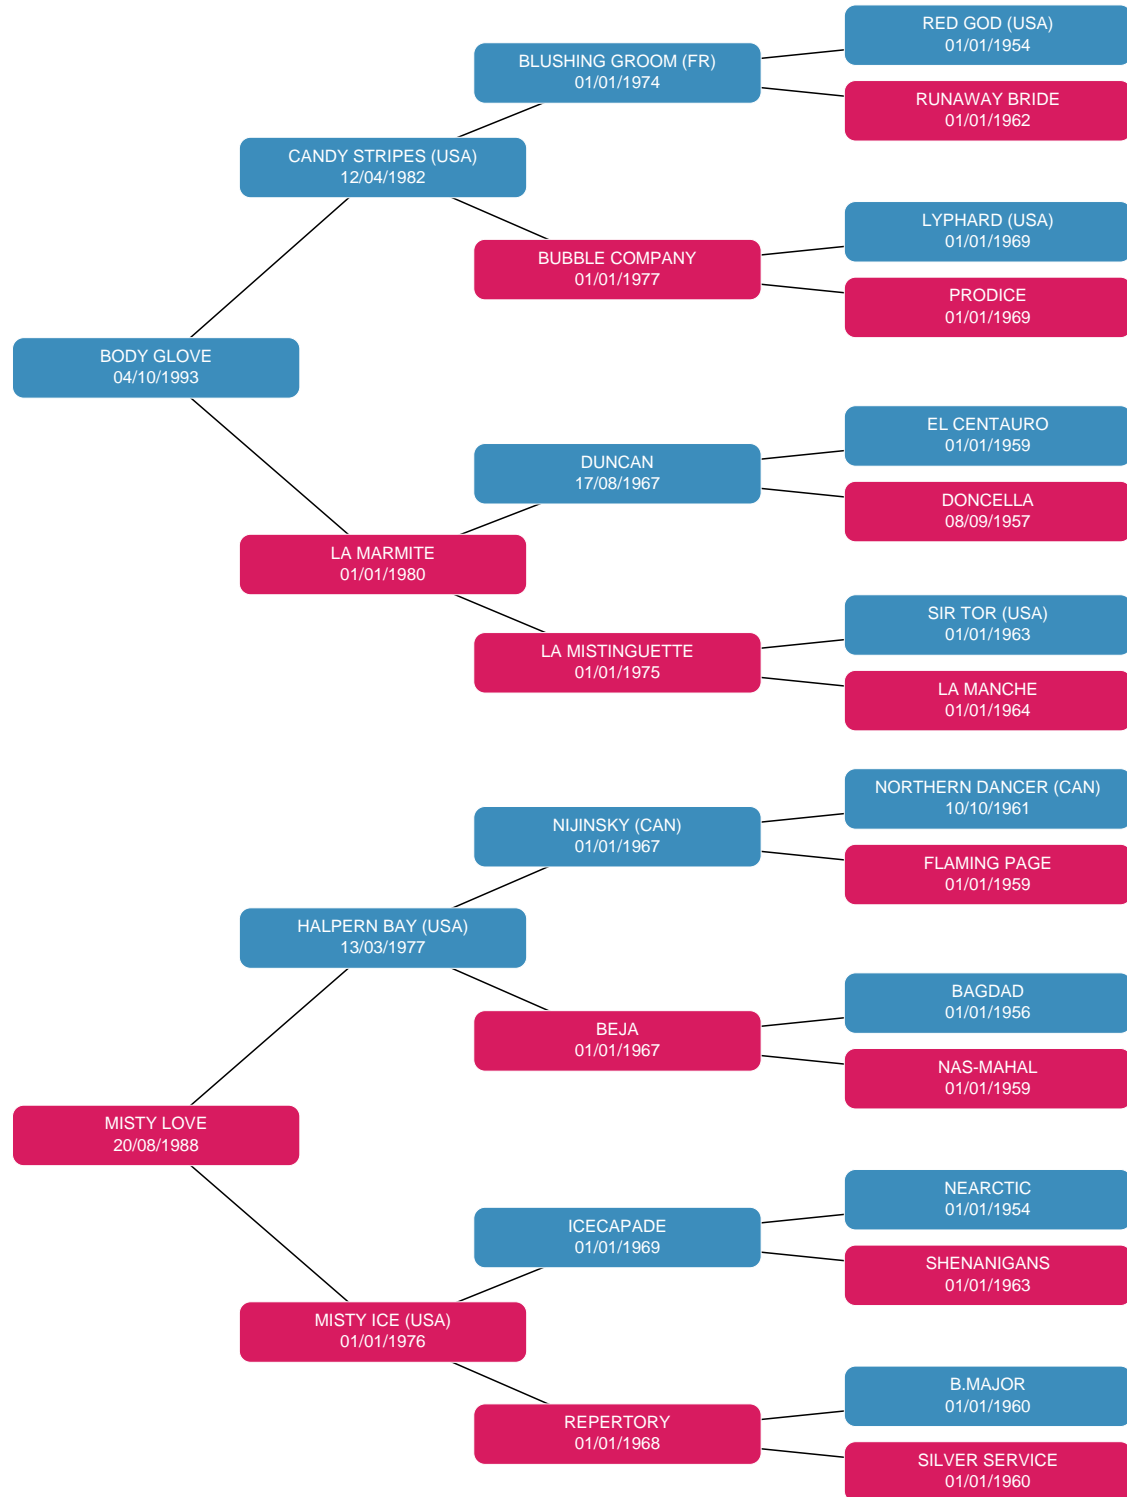 RED GOD (USA)
01/01/1954
BLUSHING GROOM (FR)
01/01/1974
RUNAWAY BRIDE
01/01/1962
CANDY STRIPES (USA)
12/04/1982
LYPHARD (USA)
01/01/1969
BUBBLE COMPANY
01/01/1977
PRODICE
01/01/1969
BODY GLOVE
04/10/1993
EL CENTAURO
01/01/1959
DUNCAN
17/08/1967
DONCELLA
08/09/1957
LA MARMITE
01/01/1980
SIR TOR (USA)
01/01/1963
LA MISTINGUETTE
01/01/1975
LA MANCHE
01/01/1964
NORTHERN DANCER (CAN)
10/10/1961
NIJINSKY (CAN)
01/01/1967
FLAMING PAGE
01/01/1959
HALPERN BAY (USA)
13/03/1977
BAGDAD
01/01/1956
BEJA
01/01/1967
NAS-MAHAL
01/01/1959
MISTY LOVE
20/08/1988
NEARCTIC
01/01/1954
ICECAPADE
01/01/1969
SHENANIGANS
01/01/1963
MISTY ICE (USA)
01/01/1976
B.MAJOR
01/01/1960
REPERTORY
01/01/1968
SILVER SERVICE
01/01/1960